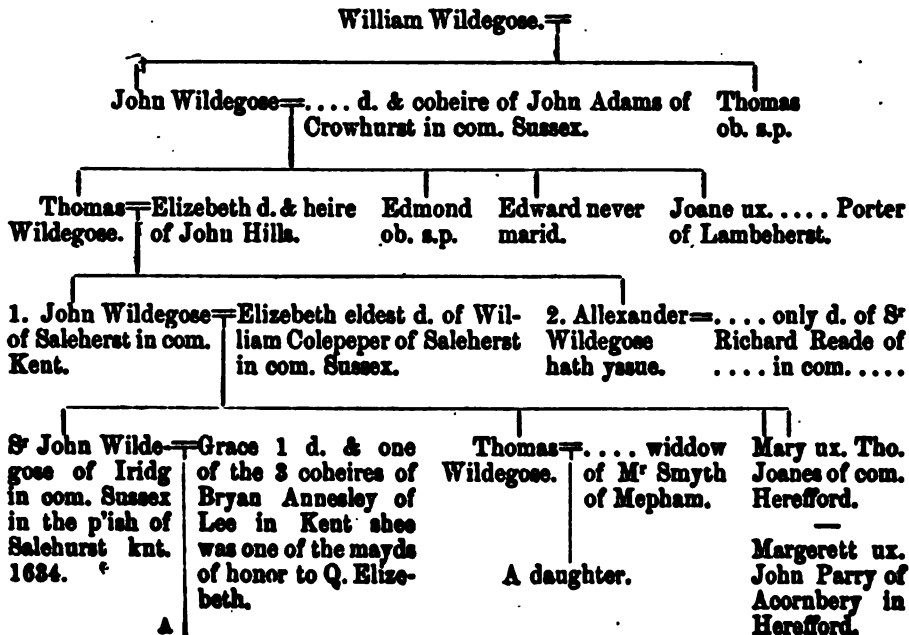 William Wildegose.
John Wildegose=.... d. & coheire of John Adams of
Crowhurst in com. Sussex.
Thomas
ob. s.p.
Thomas
Wildegose.
Elizebeth d. & heire
of John Hills.
Edmond
ob. s.p.
Edward never
marid.
Joane ux..... Porter
of Lambeherst.
1. John Wildegose
of Saleherst in com.
Kent.
Elizebeth eldest d. of Wil-
liam Colepeper of Saleherst
in com. Sussex.
2. Allexander
Wildegose
hath yssue.
.... only d. of Sr
Richard Reade of
.... in com.....
Sr John Wilde-
gose of Iridg
in com. Sussex
in the p'ish of
Salehurst knt.
1634.
Grace 1 d. & one
of the 3 coheires of
Bryan Annesley of
Lee in Kent shee
was one of the mayds
of honor to Q. Elize-
beth.
A
Thomas
Wildegose.
.... widdow
of Mr Smyth
of Mepham.
A daughter.
Mary ux. Tho.
Joanes of com.
Herefford.
Margerett ux.
John Parry of
Acornbery in
Herefford.